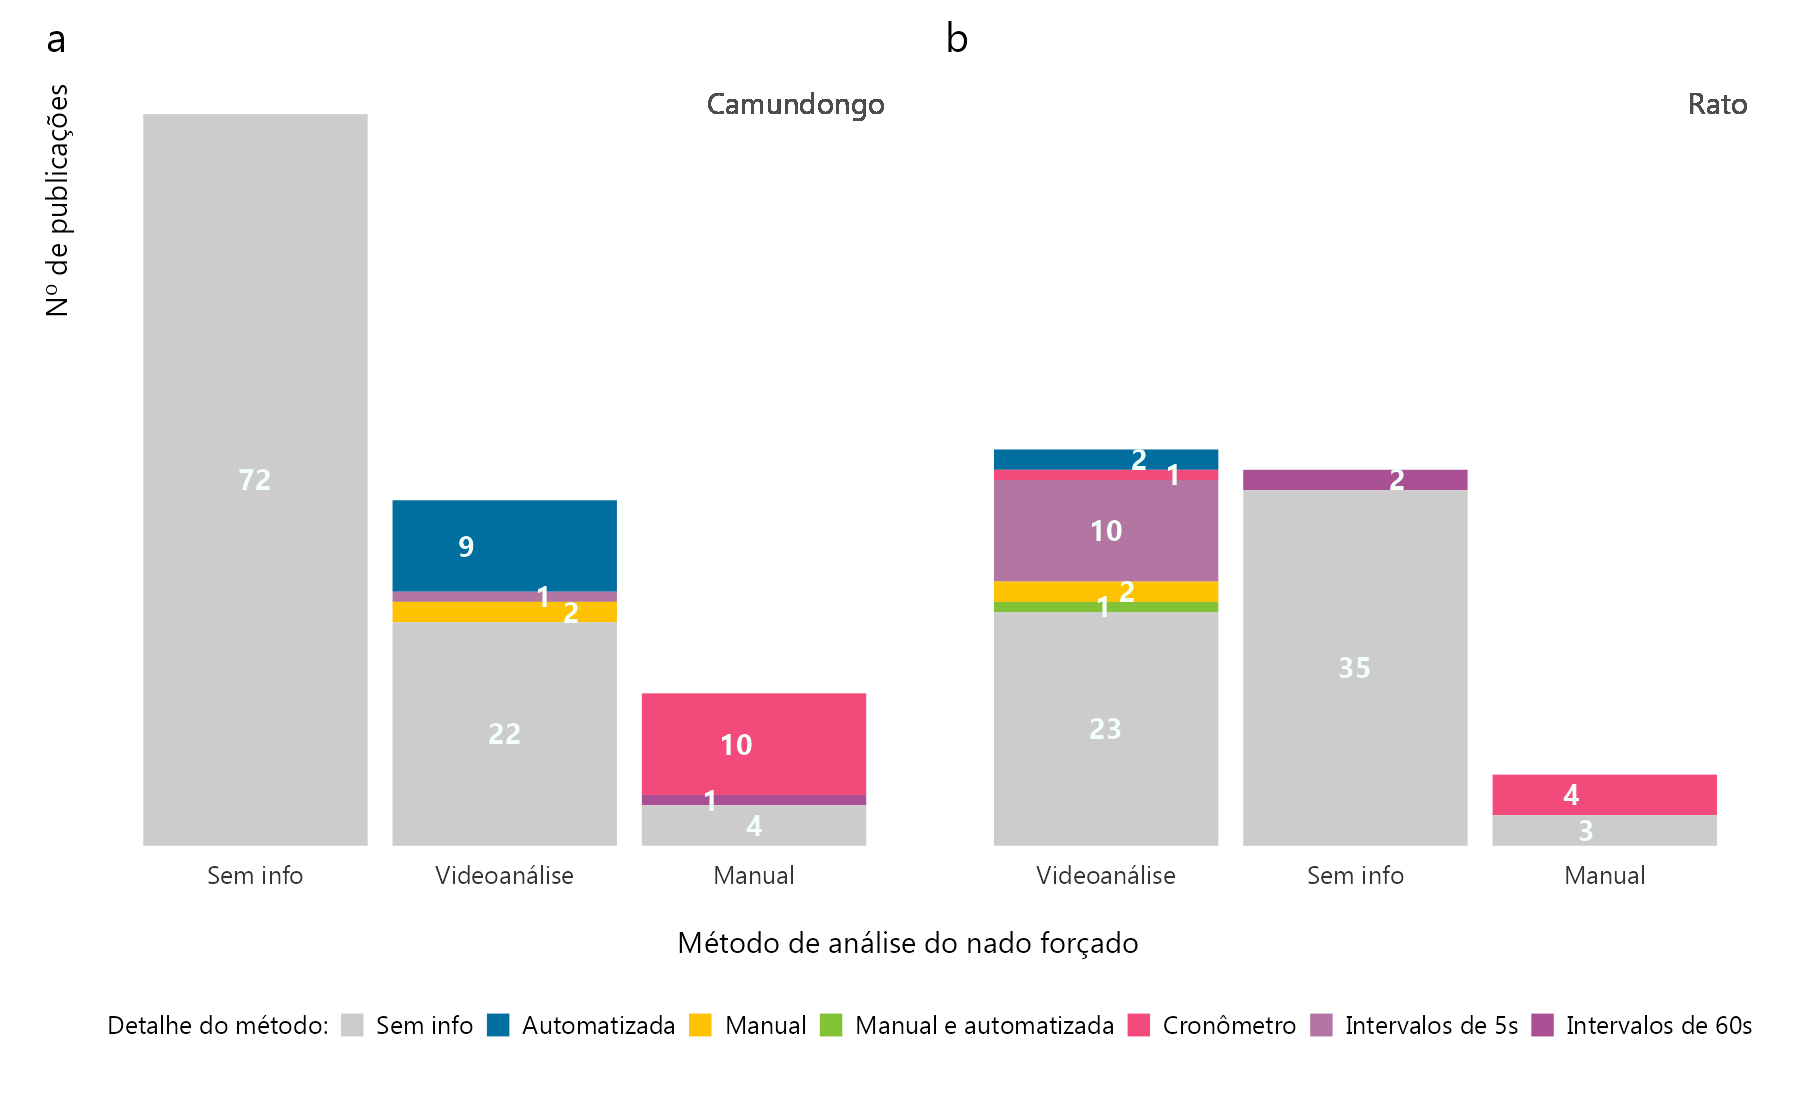 a
b
Nº de publicações
Camundongo
Rato
72
9
1
2
22
10
1
4
2
1
10
2
1
23
2
35
4
3
Sem info
Videoanálise
Manual
Videoanálise
Sem info
Manual
Método de análise do nado forçado
Detalhe do método: Sem info Automatizada Manual Manual e automatizada Cronômetro Intervalos de 5s Intervalos de 60s